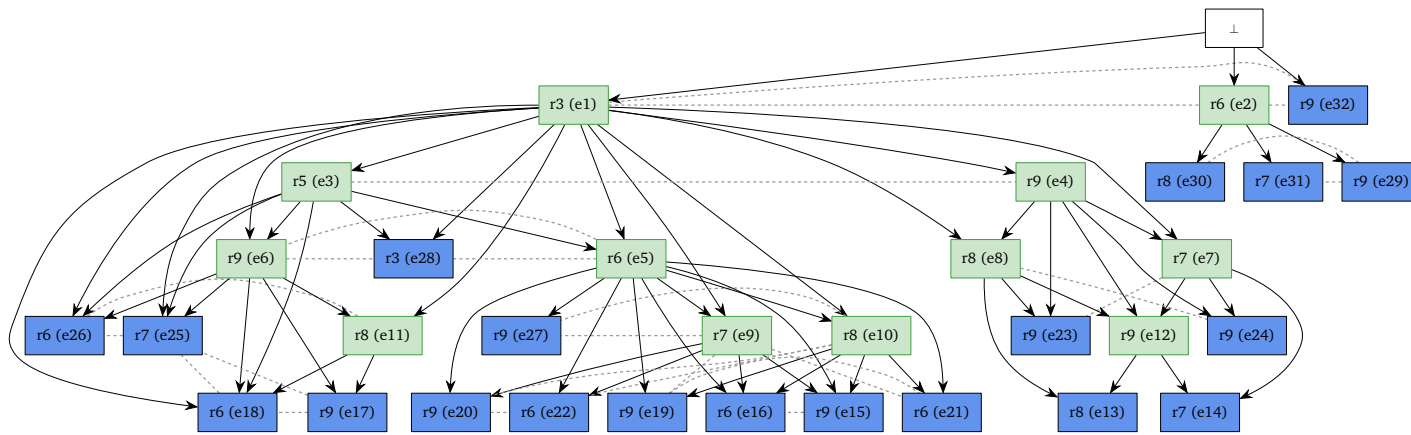 ⊥
r3 (e1)
r6 (e2)
r9 (e32)
r5 (e3)
r9 (e4)
r8 (e30)
r7 (e31)
r9 (e29)
r9 (e6)
r3 (e28)
r6 (e5)
r8 (e8)
r7 (e7)
r6 (e26)
r7 (e25)
r8 (e11)
r9 (e27)
r7 (e9)
r8 (e10)
r9 (e23)
r9 (e12)
r9 (e24)
r6 (e18)
r9 (e17)
r9 (e20)
r6 (e22)
r9 (e19)
r6 (e16)
r9 (e15)
r6 (e21)
r8 (e13)
r7 (e14)